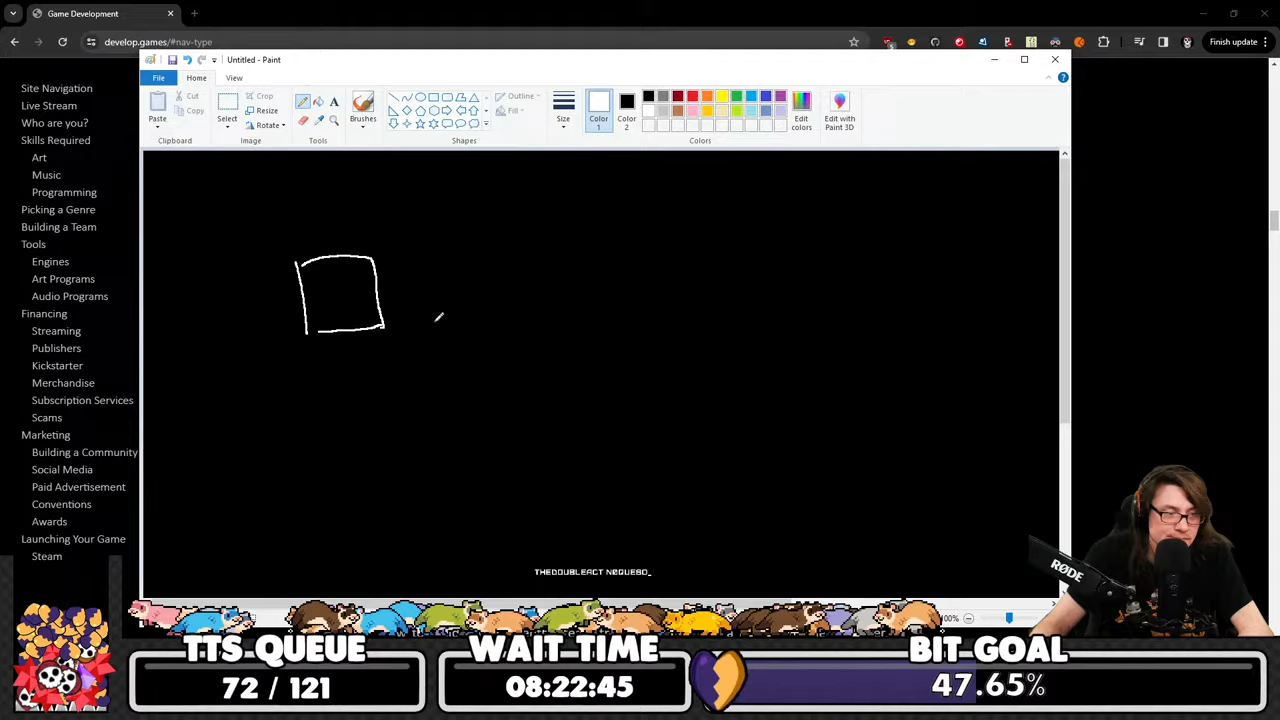 Game Development
develop.games/#nav-type
Finish update
Untitled - Paint
File
Home
View
Paste
Cut
Copy
Clipboard
Select
Crop
Resize
Rotate
Image
Tools
Brushes
Outline
Fill
Shapes
Size
Color 1
Color 2
Edit colors
Edit with Paint 3D
Colors
Site Navigation
Live Stream
Who are you?
Skills Required
Art
Music
Programming
Picking a Genre
Building a Team
Tools
Engines
Art Programs
Audio Programs
Financing
Streaming
Publishers
Kickstarter
Merchandise
Subscription Services
Scams
Marketing
Building a Community
Social Media
Paid Advertisement
Conventions
Awards
Launching Your Game
Steam
THEDOUBLEACT NOQUESO_
100%
RØDE
TTS QUEUE
72 / 121
WAIT TIME
08:22:45
BIT GOAL
47.65%